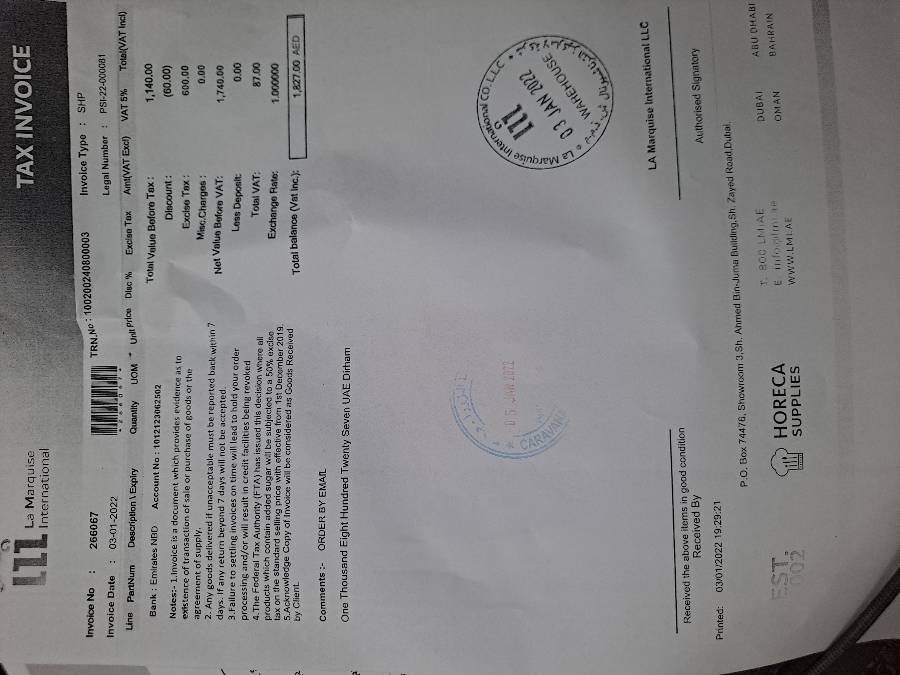 La Marquise
International
TAX INVOICE
Invoice No : 266067
TRN.No : 100200240800003
Invoice Type : SHP
Invoice Date : 03-01-2022
Legal Number : PSI-22-000081
Line PartNum Description \ Expiry Quantity UOM Unit Price Disc % Excise Tax Amt(VAT Excl) VAT 5% Total(VAT Incl)
Bank : Emirates NBD Account No : 1012123062502
Total Value Before Tax : 1,140.00
Discount : (60.00)
Excise Tax : 600.00
Misc.Charges : 0.00
Net Value Before VAT: 1,740.00
Less Deposit: 0.00
Total VAT: 87.00
Exchange Rate: 1.000000
Total balance (Vat Inc.): 1,827.00 AED
Notes:- 1.Invoice is a document which provides evidence as to
existence of transaction of sale or purchase of goods or the
agreement of supply.
2. Any goods delivered if unacceptable must be reported back within 7
days. If any return beyond 7 days will not be accepted.
3.Failure to settling invoices on time will lead to hold your order
processing and/or will result in credit facilities being revoked
4.The Federal Tax Authority (FTA) has issued this decision where all
products which contain added sugar will be subjected to a 50% excise
tax on the standard selling price with effective from 1st December 2019.
5.Acknowledge Copy of Invoice will be considered as Goods Received
by Client.
Comments :- ORDER BY EMAIL
One Thousand Eight Hundred Twenty Seven UAE Dirham
La Marquise International CO. LLC
03 JAN 2022
WAREHOUSE
05 JAN 2022
CARAVAN
LA Marquise International LLC
Received the above items in good condition
Received By
Authorised Signatory
Printed: 03/01/2022 19:29:21
P.O. Box 74476, Showroom 3,Sh. Ahmed Bin-Juma Building,Sh. Zayed Road,Dubai.
EST.
2002
HORECA
SUPPLIES
T. 800 LMIAE
WWW.LMI.AE
DUBAI
ABU DHABI
OMAN
BAHRAIN